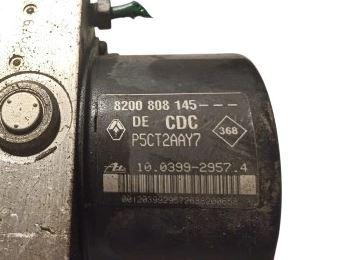 8200 808 145---
DE CDC
P5CT2AAY7
368
10.0399-2957.4